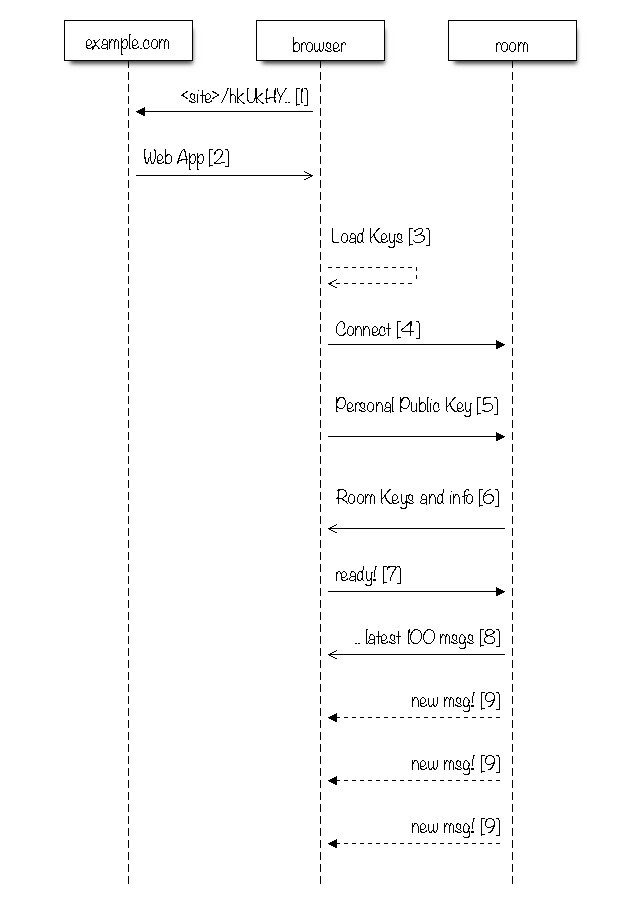 example.com
browser
room
<site>/hkUkHY.. [1]
Web App [2]
Load Keys [3]
Connect [4]
Personal Public Key [5]
Room Keys and info [6]
ready! [7]
.. latest 100 msgs [8]
new msg! [9]
new msg! [9]
new msg! [9]